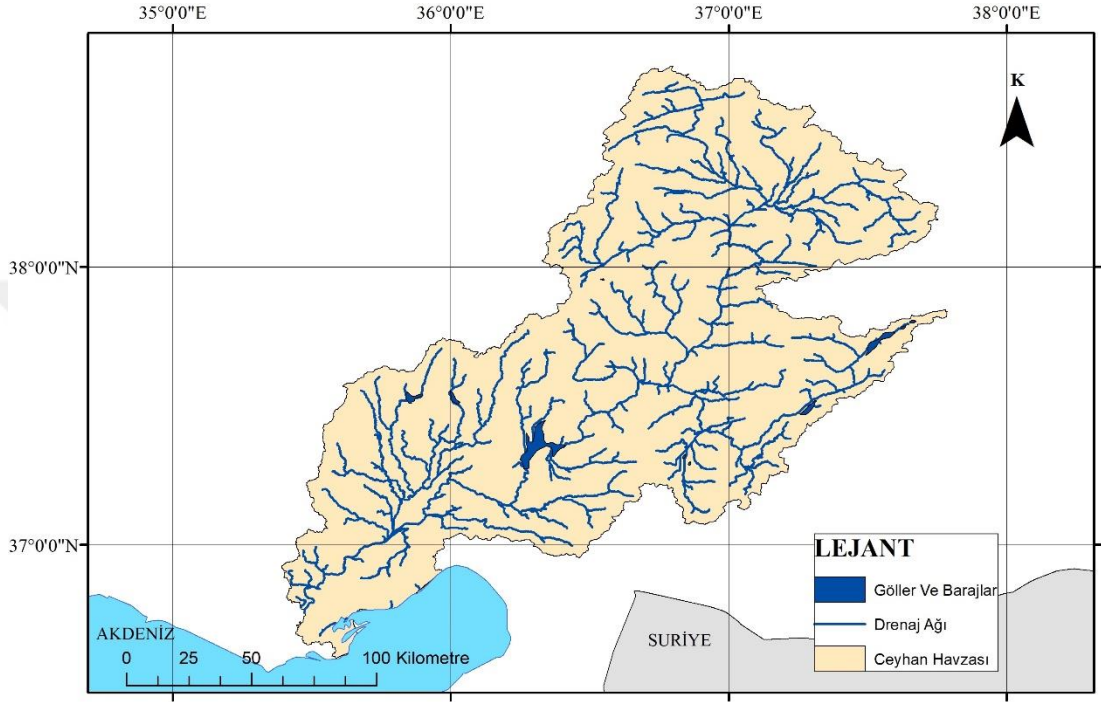 35°0'0"E 36°0'0"E 37°0'0"E 38°0'0"E
K
38°0'0"N
37°0'0"N
LEJANT
Göller Ve Barajlar
Drenaj Ağı
Ceyhan Havzası
AKDENİZ
SURİYE
0 25 50 100 Kilometre